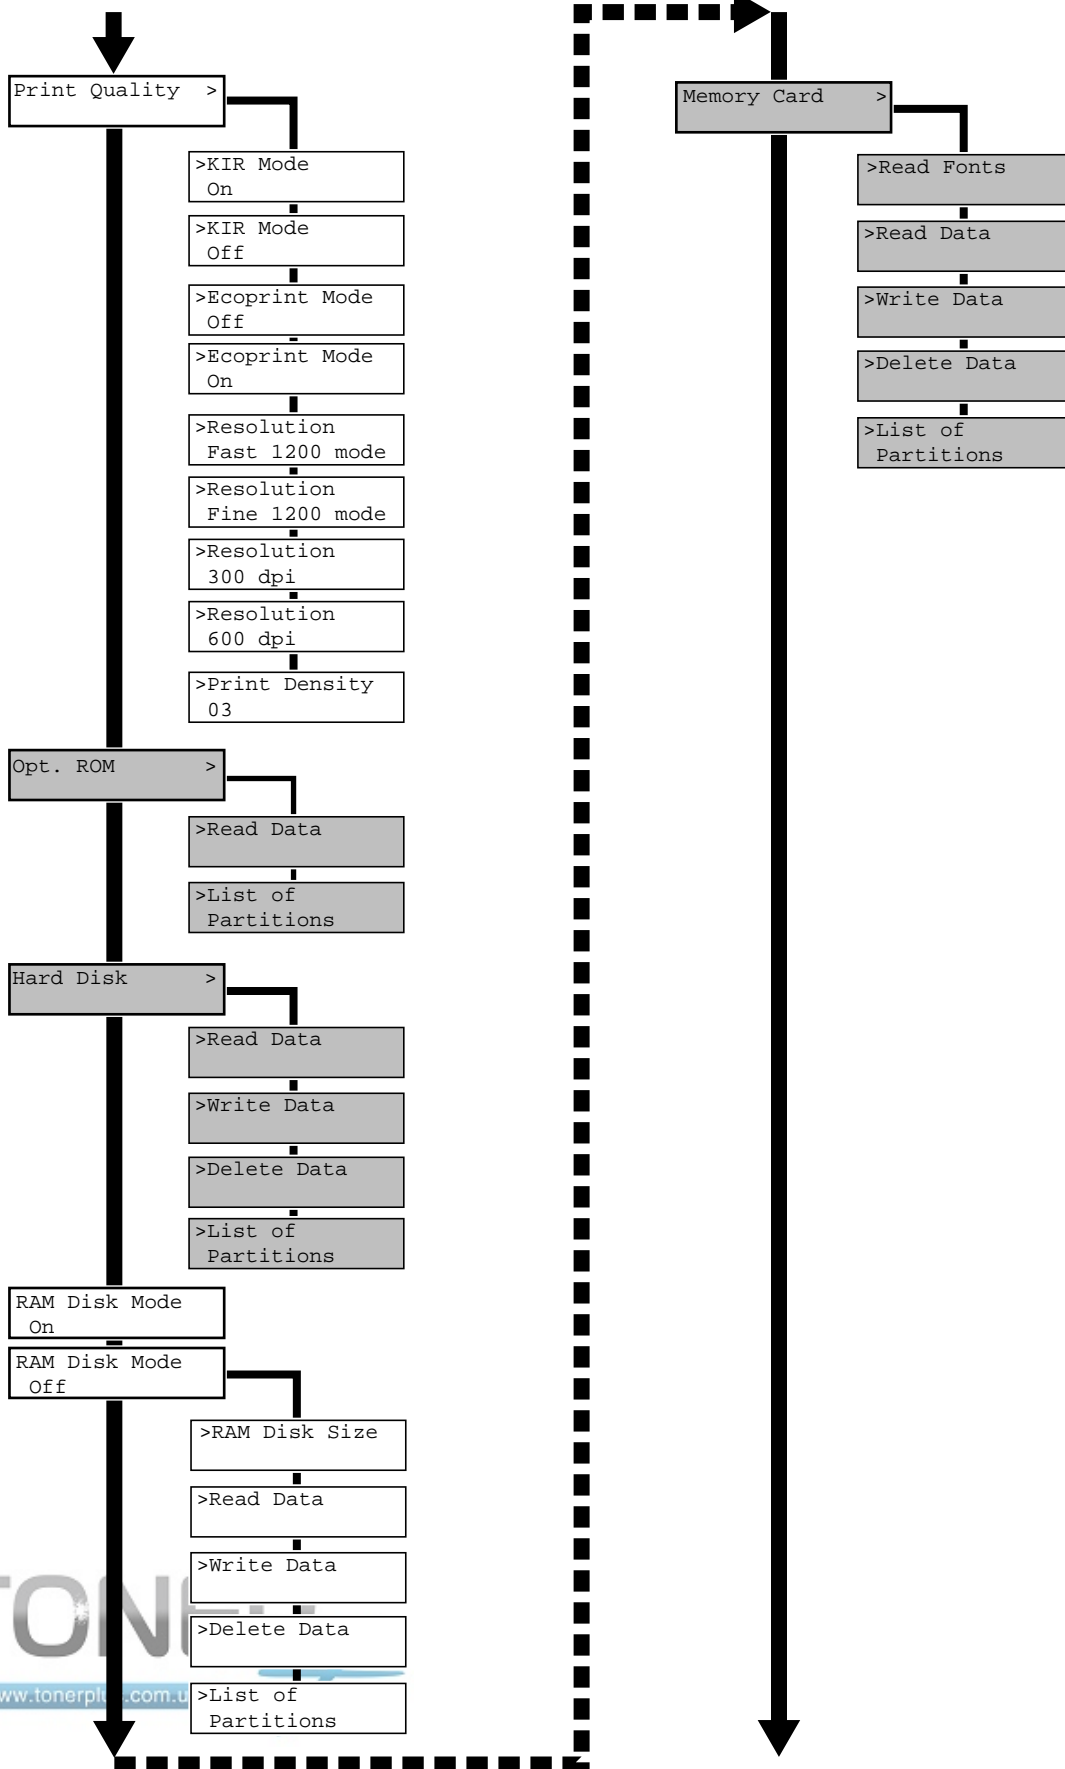 Print Quality >
>KIR Mode
On
>KIR Mode
Off
>Ecoprint Mode
Off
>Ecoprint Mode
On
>Resolution
Fast 1200 mode
>Resolution
Fine 1200 mode
>Resolution
300 dpi
>Resolution
600 dpi
>Print Density
03
Opt. ROM >
>Read Data
>List of
Partitions
Hard Disk >
>Read Data
>Write Data
>Delete Data
>List of
Partitions
RAM Disk Mode
On
RAM Disk Mode
Off
>RAM Disk Size
>Read Data
>Write Data
>Delete Data
>List of
Partitions
Memory Card >
>Read Fonts
>Read Data
>Write Data
>Delete Data
>List of
Partitions